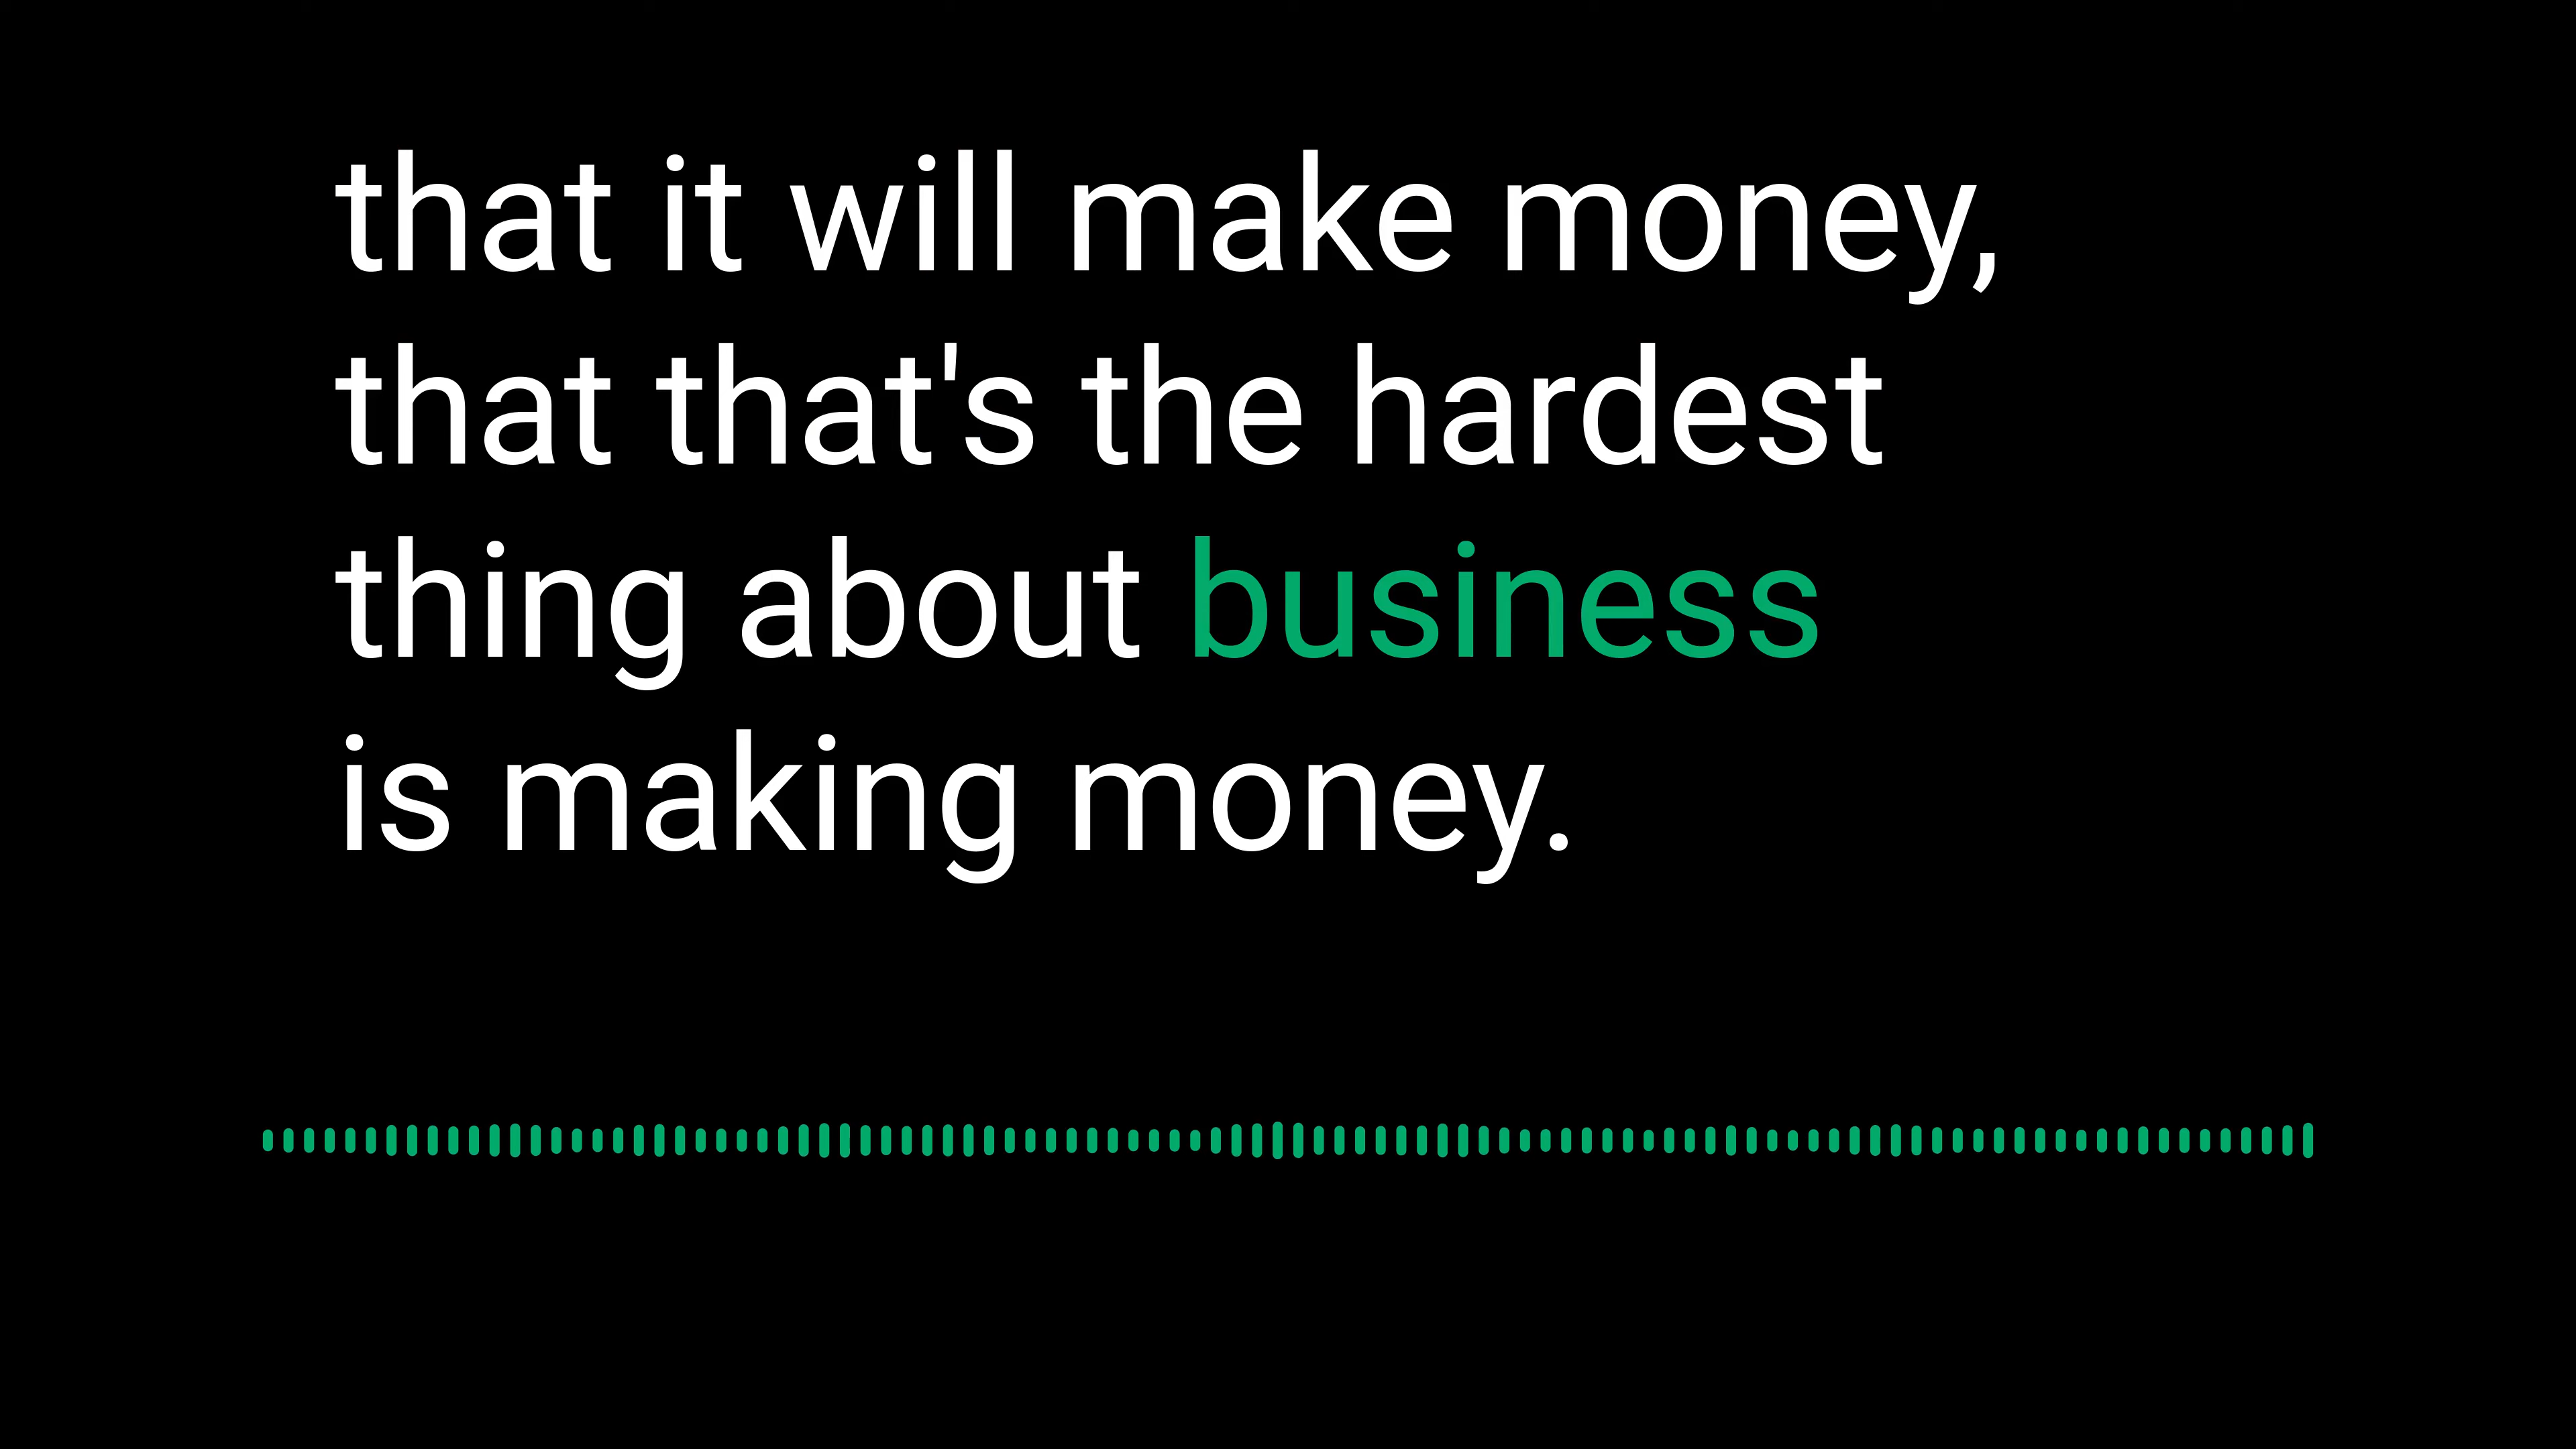 that it will make money,
that that's the hardest
thing about business
is making money.